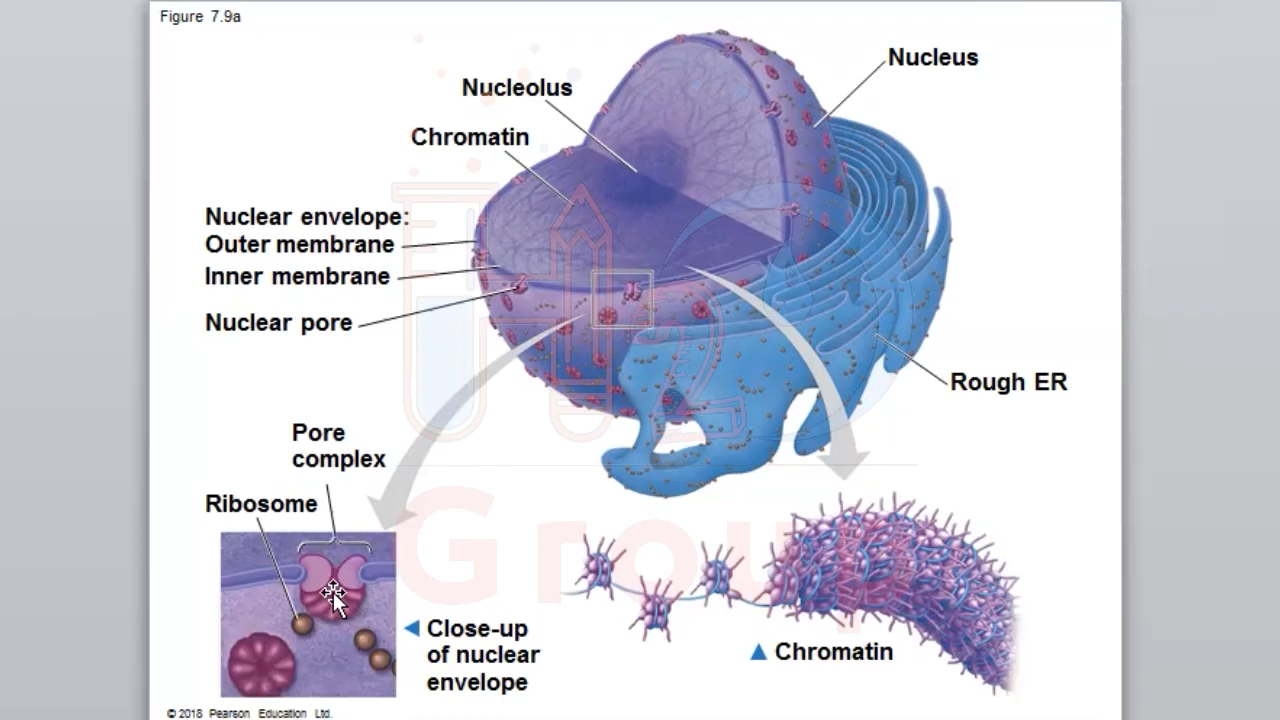 Figure 7.9a
Nucleus
Nucleolus
Chromatin
Nuclear envelope:
Outer membrane
Inner membrane
Nuclear pore
Rough ER
Pore
complex
Ribosome
Group
Close-up
of nuclear
envelope
Chromatin
© 2018 Pearson Education Ltd.